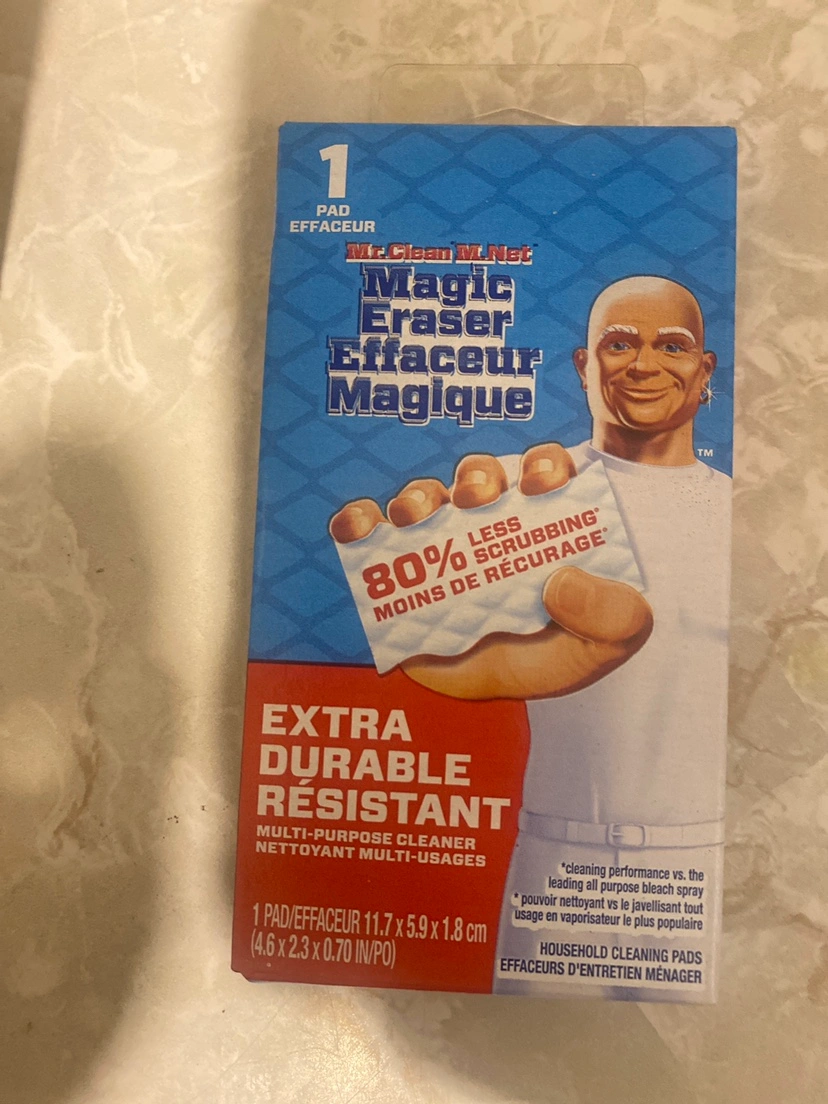 1
PAD
EFFACEUR
Mr. Clean M. Net™
Magic
Eraser
Effaceur
Magique
TM
80% LESS
SCRUBBING*
MOINS DE RÉCURAGE*
EXTRA
DURABLE
RÉSISTANT
MULTI-PURPOSE CLEANER
NETTOYANT MULTI-USAGES
*cleaning performance vs. the
leading all purpose bleach spray
*pouvoir nettoyant vs le javellisant tout
usage en vaporisateur le plus populaire
1 PAD/EFFACEUR 11.7 x 5.9 x 1.8 cm
(4.6 x 2.3 x 0.70 IN/PO)
HOUSEHOLD CLEANING PADS
EFFACEURS D'ENTRETIEN MÉNAGER